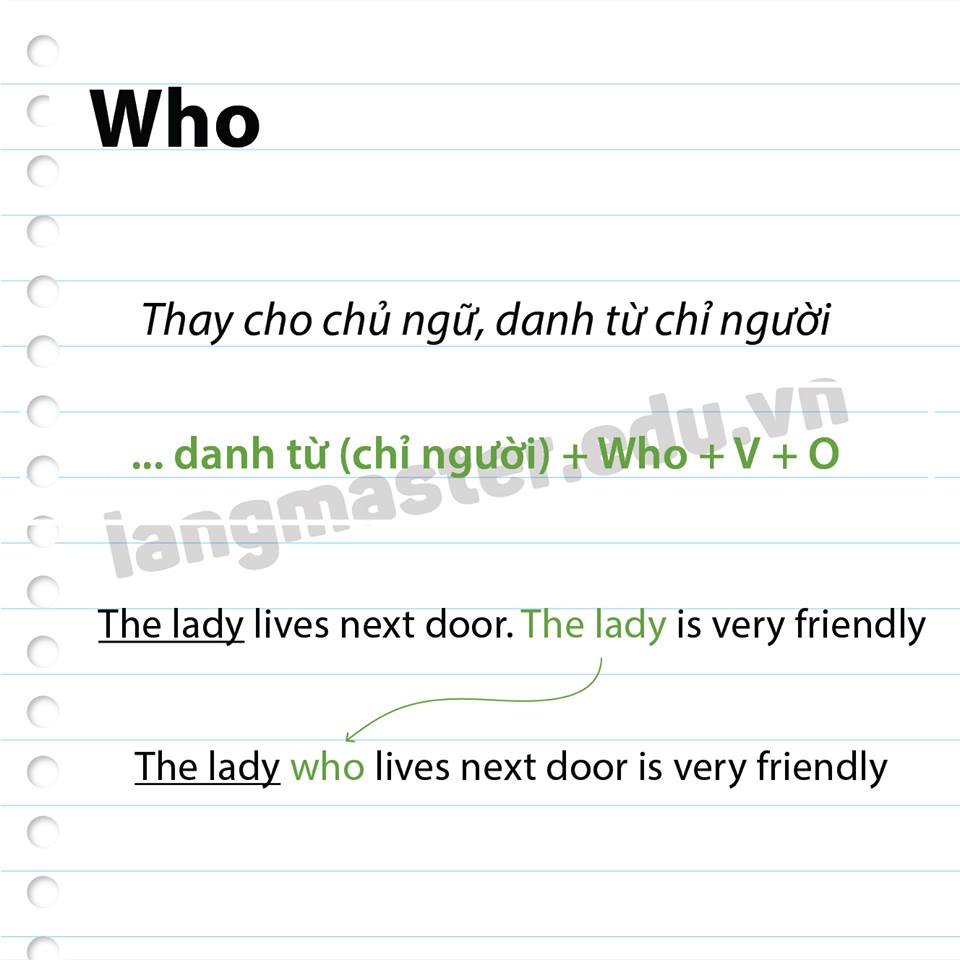 Who
Thay cho chủ ngữ, danh từ chỉ người
... danh từ (chỉ người) + Who + V + O
langmaster.edu.vn
The lady lives next door. The lady is very friendly
The lady who lives next door is very friendly